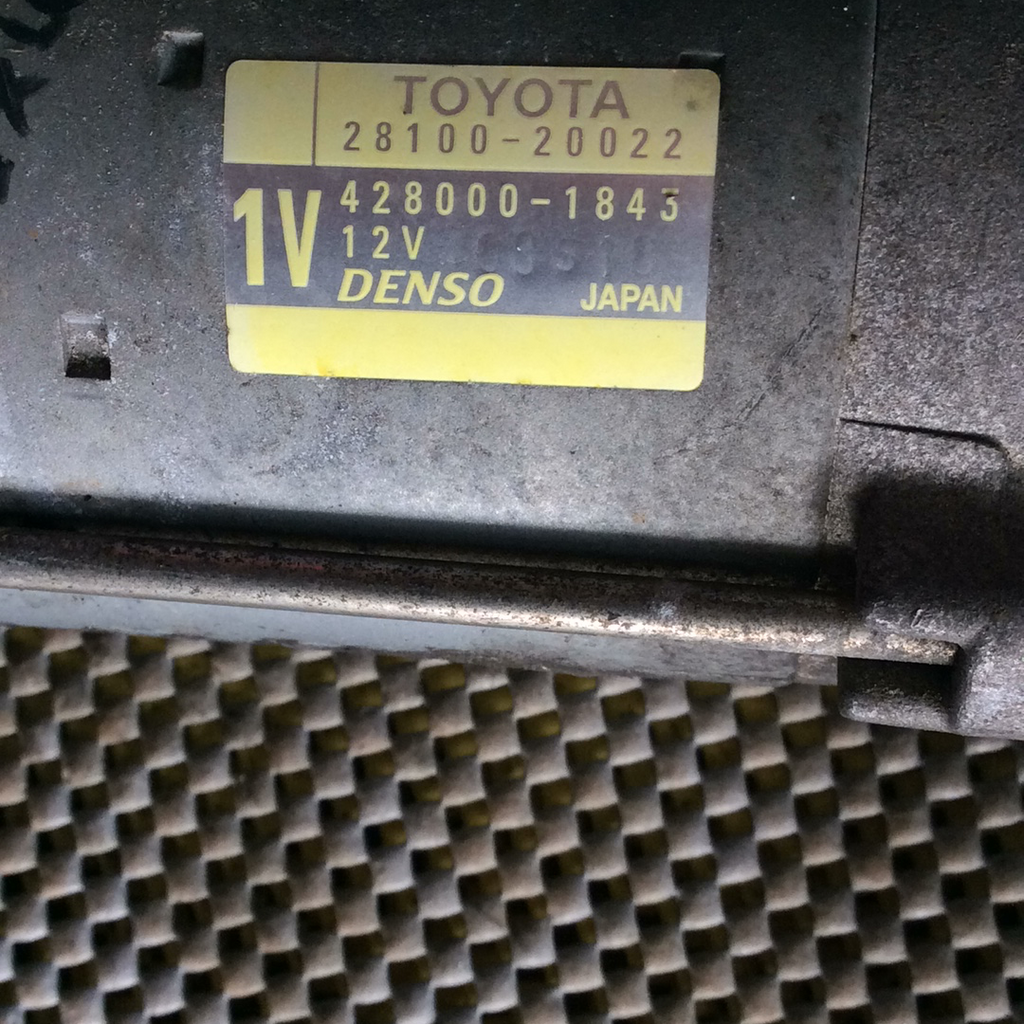 TOYOTA
28100-20022
1V
428000-1843
12V
DENSO JAPAN